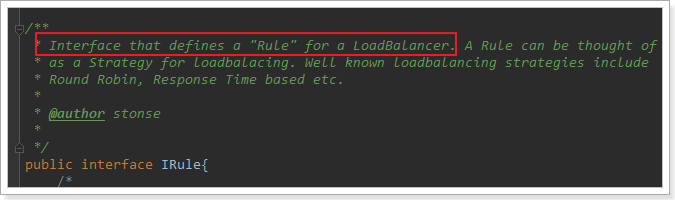 /**
* Interface that defines a "Rule" for a LoadBalancer. A Rule can be thought of
* as a Strategy for loadbalacing. Well known loadbalancing strategies include
* Round Robin, Response Time based etc.
*
* @author stonse
*
*/
public interface IRule{
/*